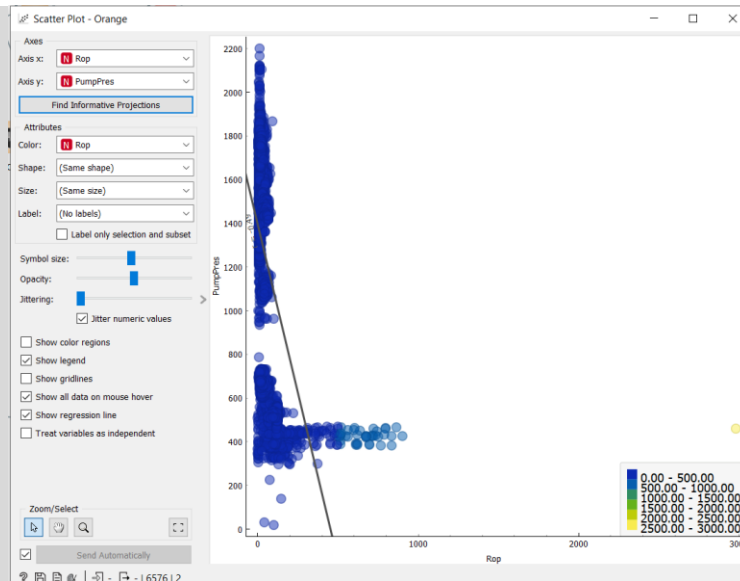 Scatter Plot - Orange
Axes
Axis x: N Rop
Axis y: N PumpPres
Find Informative Projections
Attributes
Color: N Rop
Shape: (Same shape)
Size: (Same size)
Label: (No labels)
Label only selection and subset
Symbol size:
Opacity:
Jittering:
Jitter numeric values
Show color regions
Show legend
Show gridlines
Show all data on mouse hover
Show regression line
Treat variables as independent
Zoom/Select
Send Automatically
? - | 6576 | 2
2200
2000
1800
1600
1400
1200
1000
800
600
400
200
0
PumpPres
0
1000
2000
Rop
0.00 - 500.00
500.00 - 1000.00
1000.00 - 1500.00
1500.00 - 2000.00
2000.00 - 2500.00
2500.00 - 3000.00